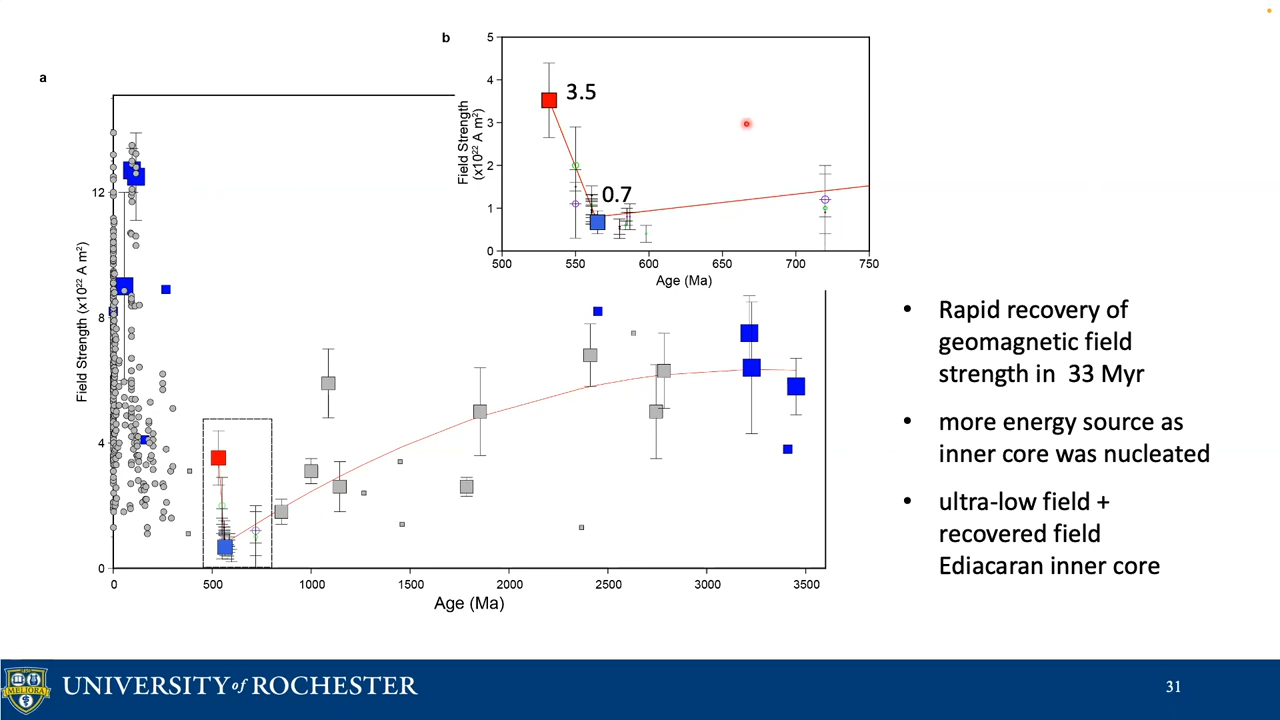 b
5
4
3
2
1
0
3.5
0.7
Field Strength
(x10²² A m²)
500
550
600
650
700
750
Age (Ma)
a
12
8
4
0
Field Strength (x10²² A m²)
0
500
1000
1500
2000
2500
3000
3500
Age (Ma)
• Rapid recovery of
geomagnetic field
strength in 33 Myr
• more energy source as
inner core was nucleated
• ultra-low field +
recovered field
Ediacaran inner core
MELIORA
UNIVERSITY of ROCHESTER
31